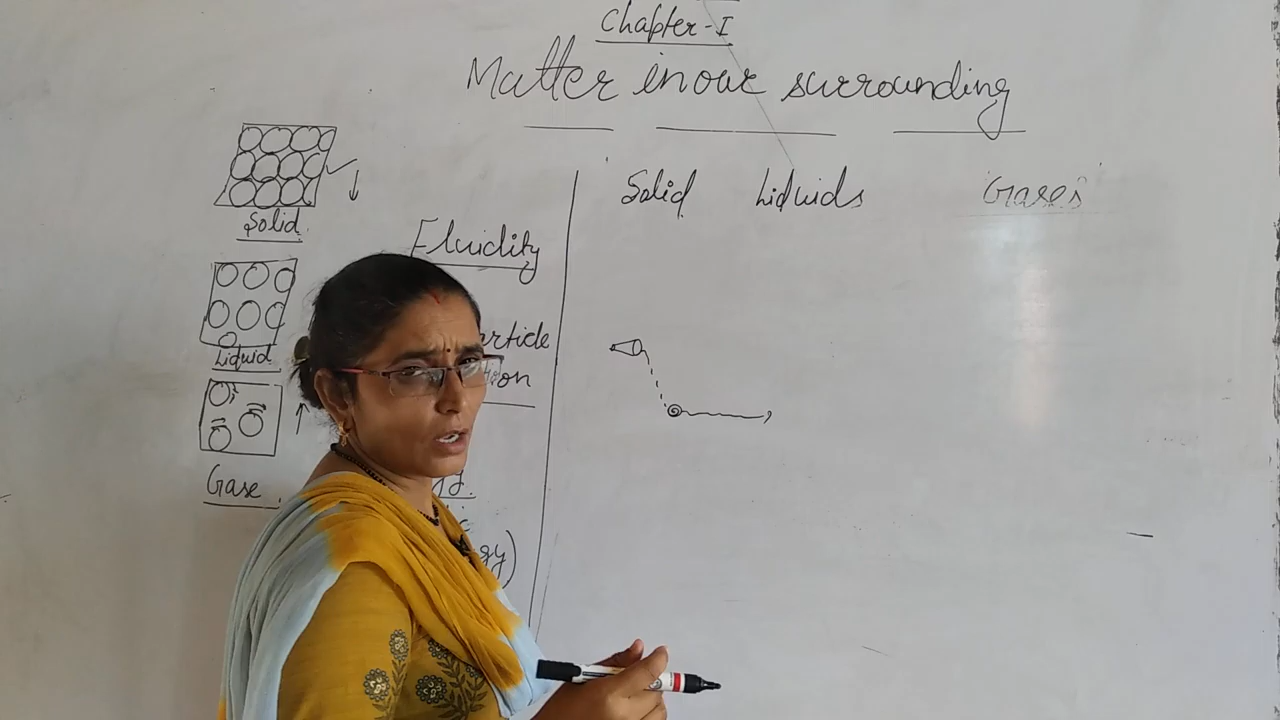 Chapter-I
Matter in our surrounding
Solid Liquids Gases
Solid.
Fluidity
Liquid
Gase.